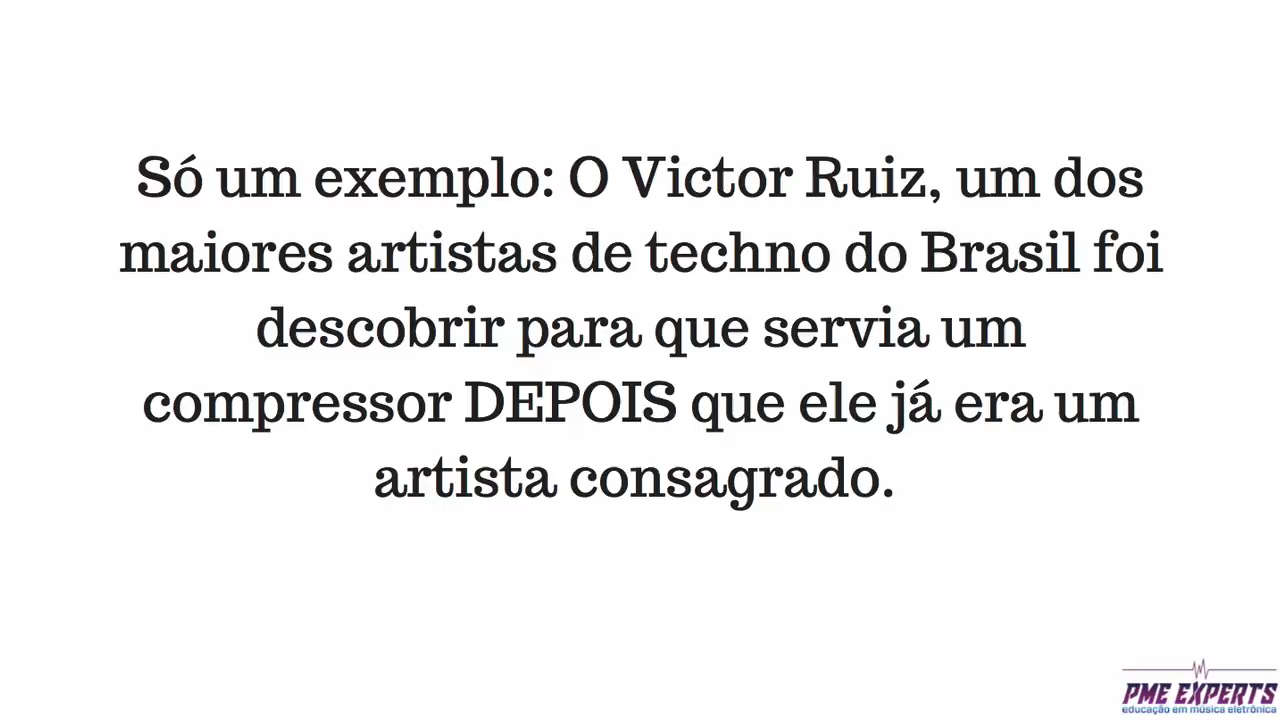 Só um exemplo: O Victor Ruiz, um dos
maiores artistas de techno do Brasil foi
descobrir para que servia um
compressor DEPOIS que ele já era um
artista consagrado.
PME EXPERTS
educação em música eletrônica